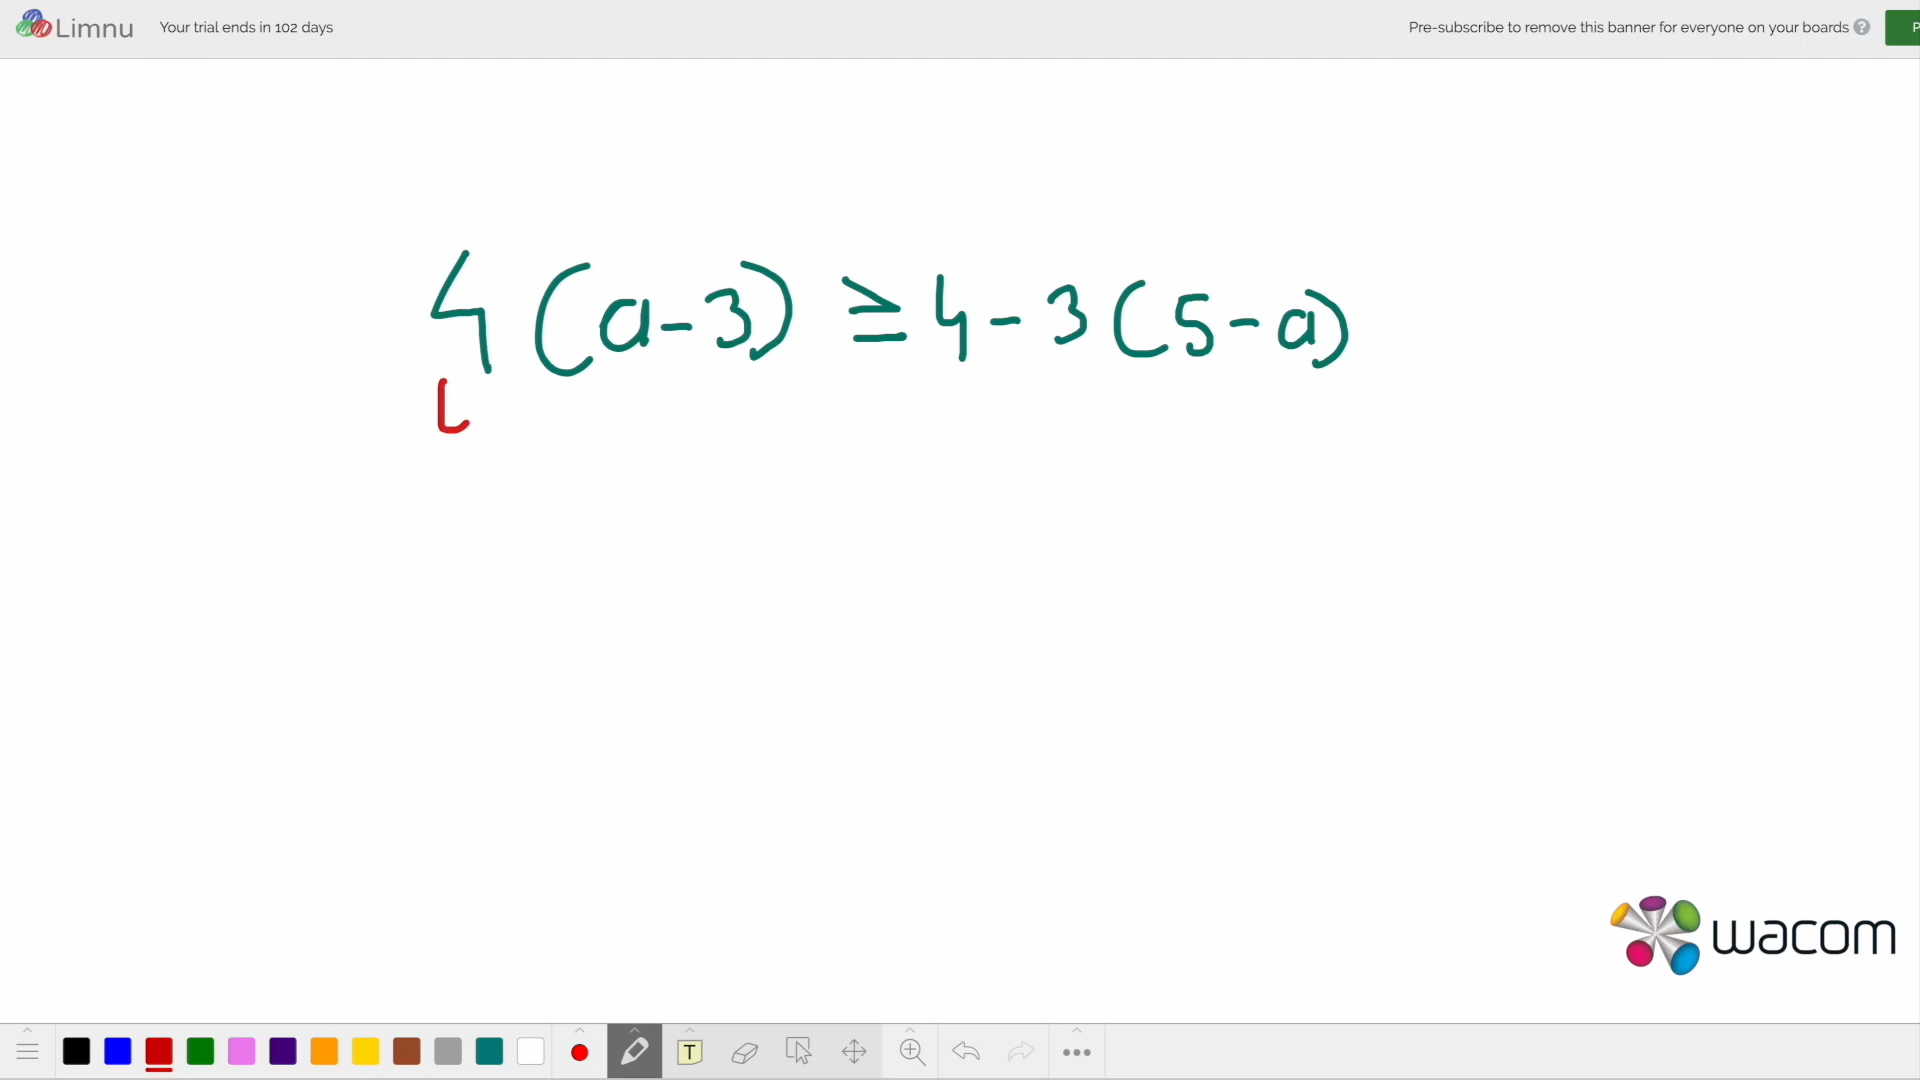 Limnu Your trial ends in 102 days Pre-subscribe to remove this banner for everyone on your boards ? P
4(a-3) ≥ 4-3(5-a)
wacom
T